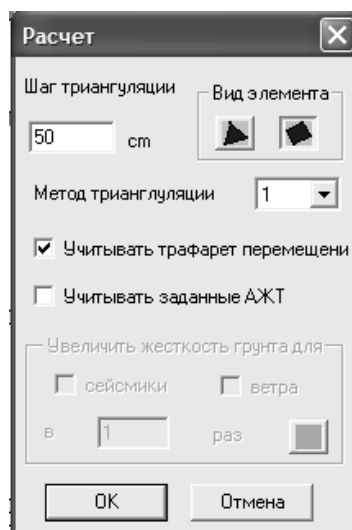 Расчет
Шаг триангуляции
Вид элемента
50 cm
Метод триангглуляции 1
Учитывать трафарет перемещени
Учитывать заданные АЖТ
Увеличить жесткость грунта для
сейсмики ветра
в 1 раз
OK Отмена